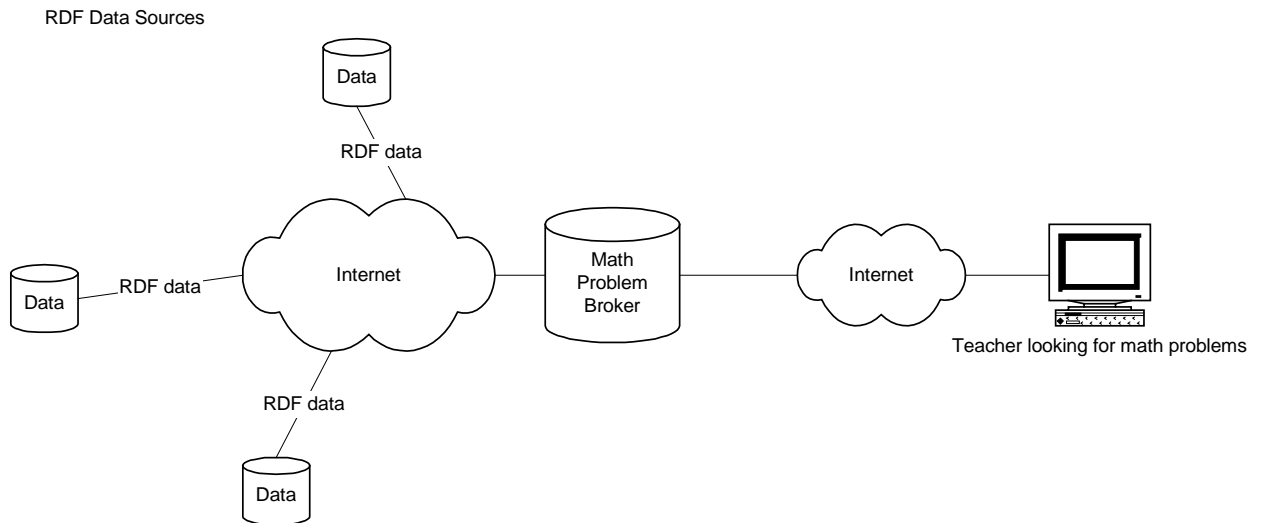 RDF Data Sources
Data
RDF data
Data
RDF data
Internet
Math
Problem
Broker
Internet
Teacher looking for math problems
RDF data
Data